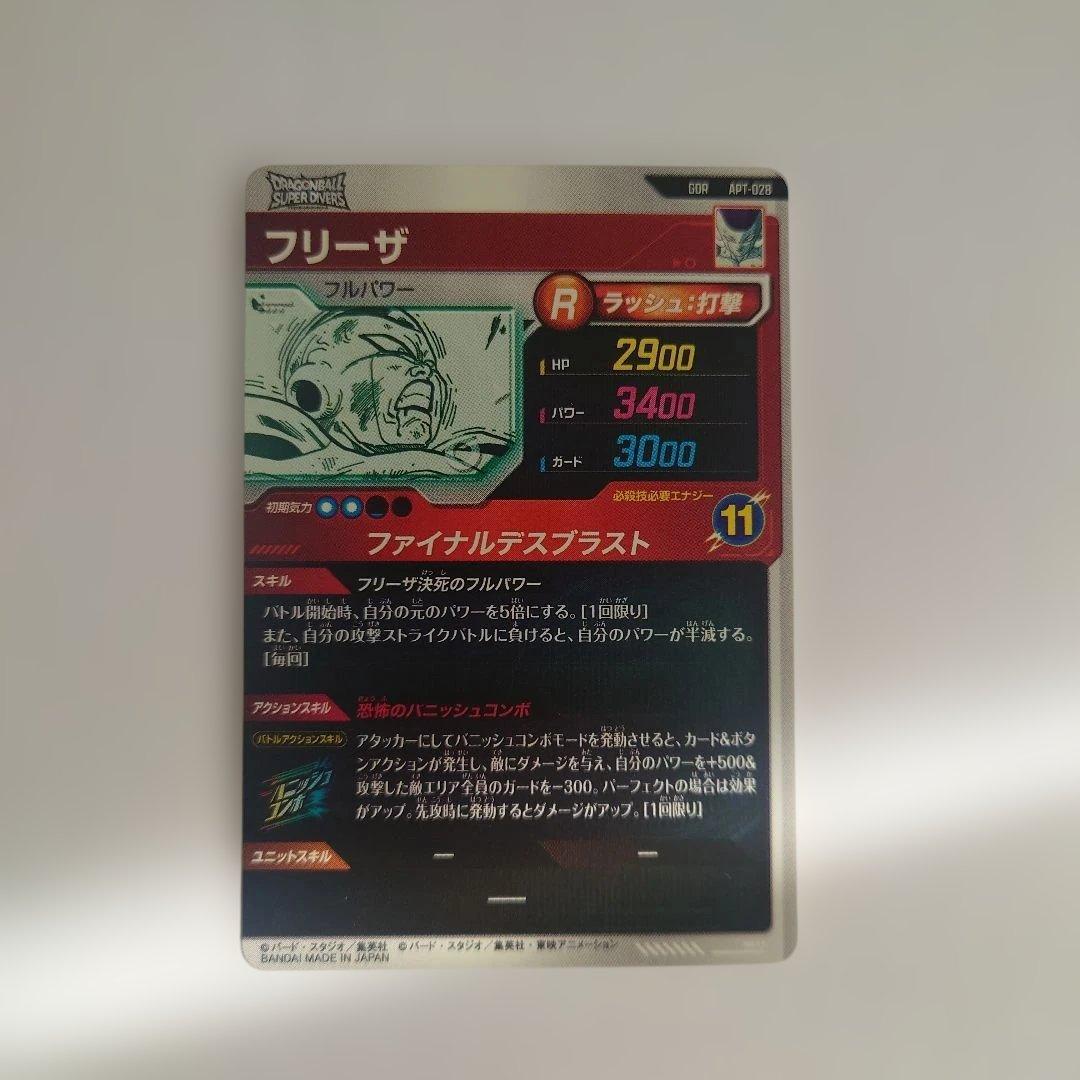 DRAGONBALL
SUPER DIVERS
GDR APT-028
フリーザ
フルパワー
R ラッシュ:打撃
HP 2900
パワー 3400
ガード 3000
初期気力
必殺技必要エナジー
11
ファイナルデスブラスト
スキル フリーザ決死のフルパワー
バトル開始時、自分の元のパワーを5倍にする。[1回限り]
また、自分の攻撃ストライクバトルに負けると、自分のパワーが半減する。
[毎回]
アクションスキル 恐怖のバニッシュコンボ
バトルアクションスキル
バニッシュ
コンボ
アタッカーにしてバニッシュコンボモードを発動させると、カード&ボタ
ンアクションが発生し、敵にダメージを与え、自分のパワーを+500&
攻撃した敵エリア全員のガードを−300。パーフェクトの場合は効果
がアップ。先攻時に発動するとダメージがアップ。[1回限り]
ユニットスキル ー ー
ー
©バード・スタジオ/集英社 ©バード・スタジオ/集英社・東映アニメーション
BANDAI MADE IN JAPAN